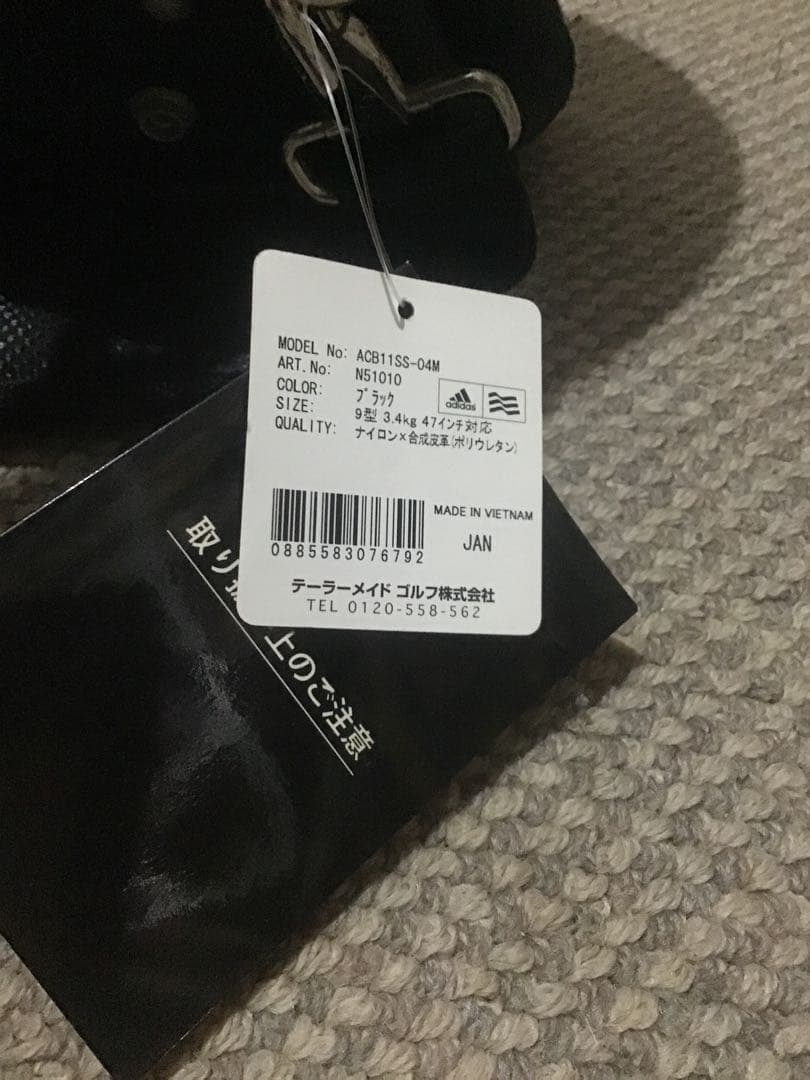 MODEL No: ACB11SS-04M
ART.No: N51010
COLOR: ブラック
SIZE: 9型 3.4kg 47インチ対応
QUALITY: ナイロン×合成皮革(ポリウレタン)
adidas
MADE IN VIETNAM
JAN
0885583076792
テーラーメイド ゴルフ株式会社
TEL 0120-558-562
取り
上のご注意